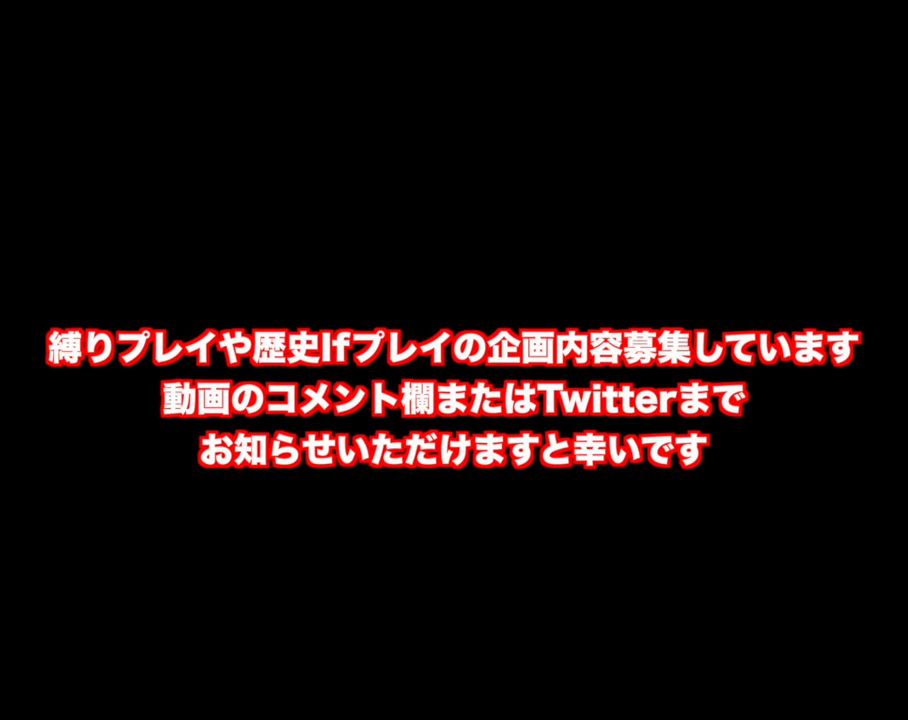 縛りプレイや歴史Ifプレイの企画内容募集しています
動画のコメント欄またはTwitterまで
お知らせいただけますと幸いです